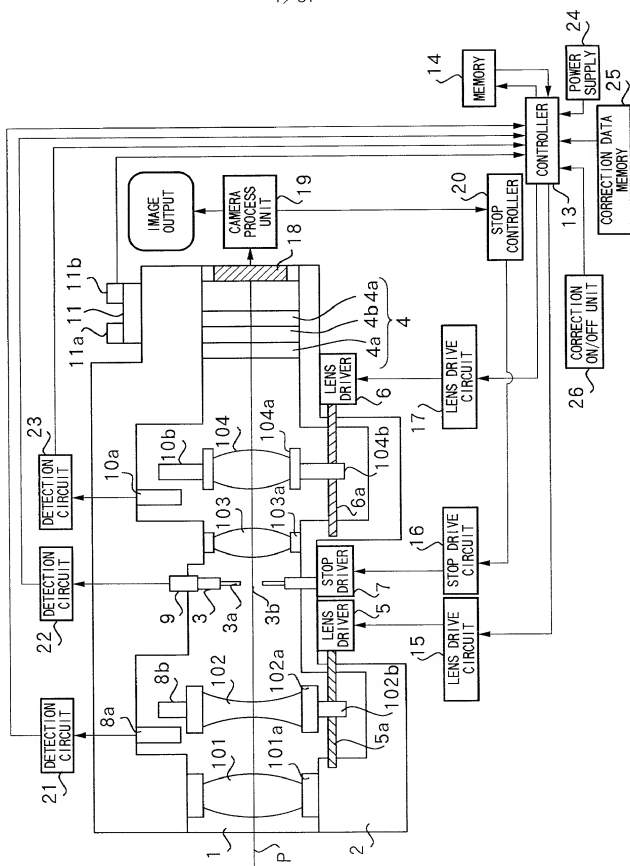 21
DETECTION CIRCUIT
22
DETECTION CIRCUIT
23
DETECTION CIRCUIT
8a
8b
9
3
3a
3b
10a
10b
11a
11
11b
IMAGE OUTPUT
CAMERA PROCESS UNIT
19
18
14
MEMORY
1
P
2
101
101a
102
102a
102b
103
103a
104
104a
104b
4a
4b
4a
4
5a
LENS DRIVER
5
STOP DRIVER
7
6a
LENS DRIVER
6
15
LENS DRIVE CIRCUIT
16
STOP DRIVE CIRCUIT
17
LENS DRIVE CIRCUIT
20
STOP CONTROLLER
CONTROLLER
13
24
POWER SUPPLY
25
CORRECTION DATA MEMORY
CORRECTION ON/OFF UNIT
26